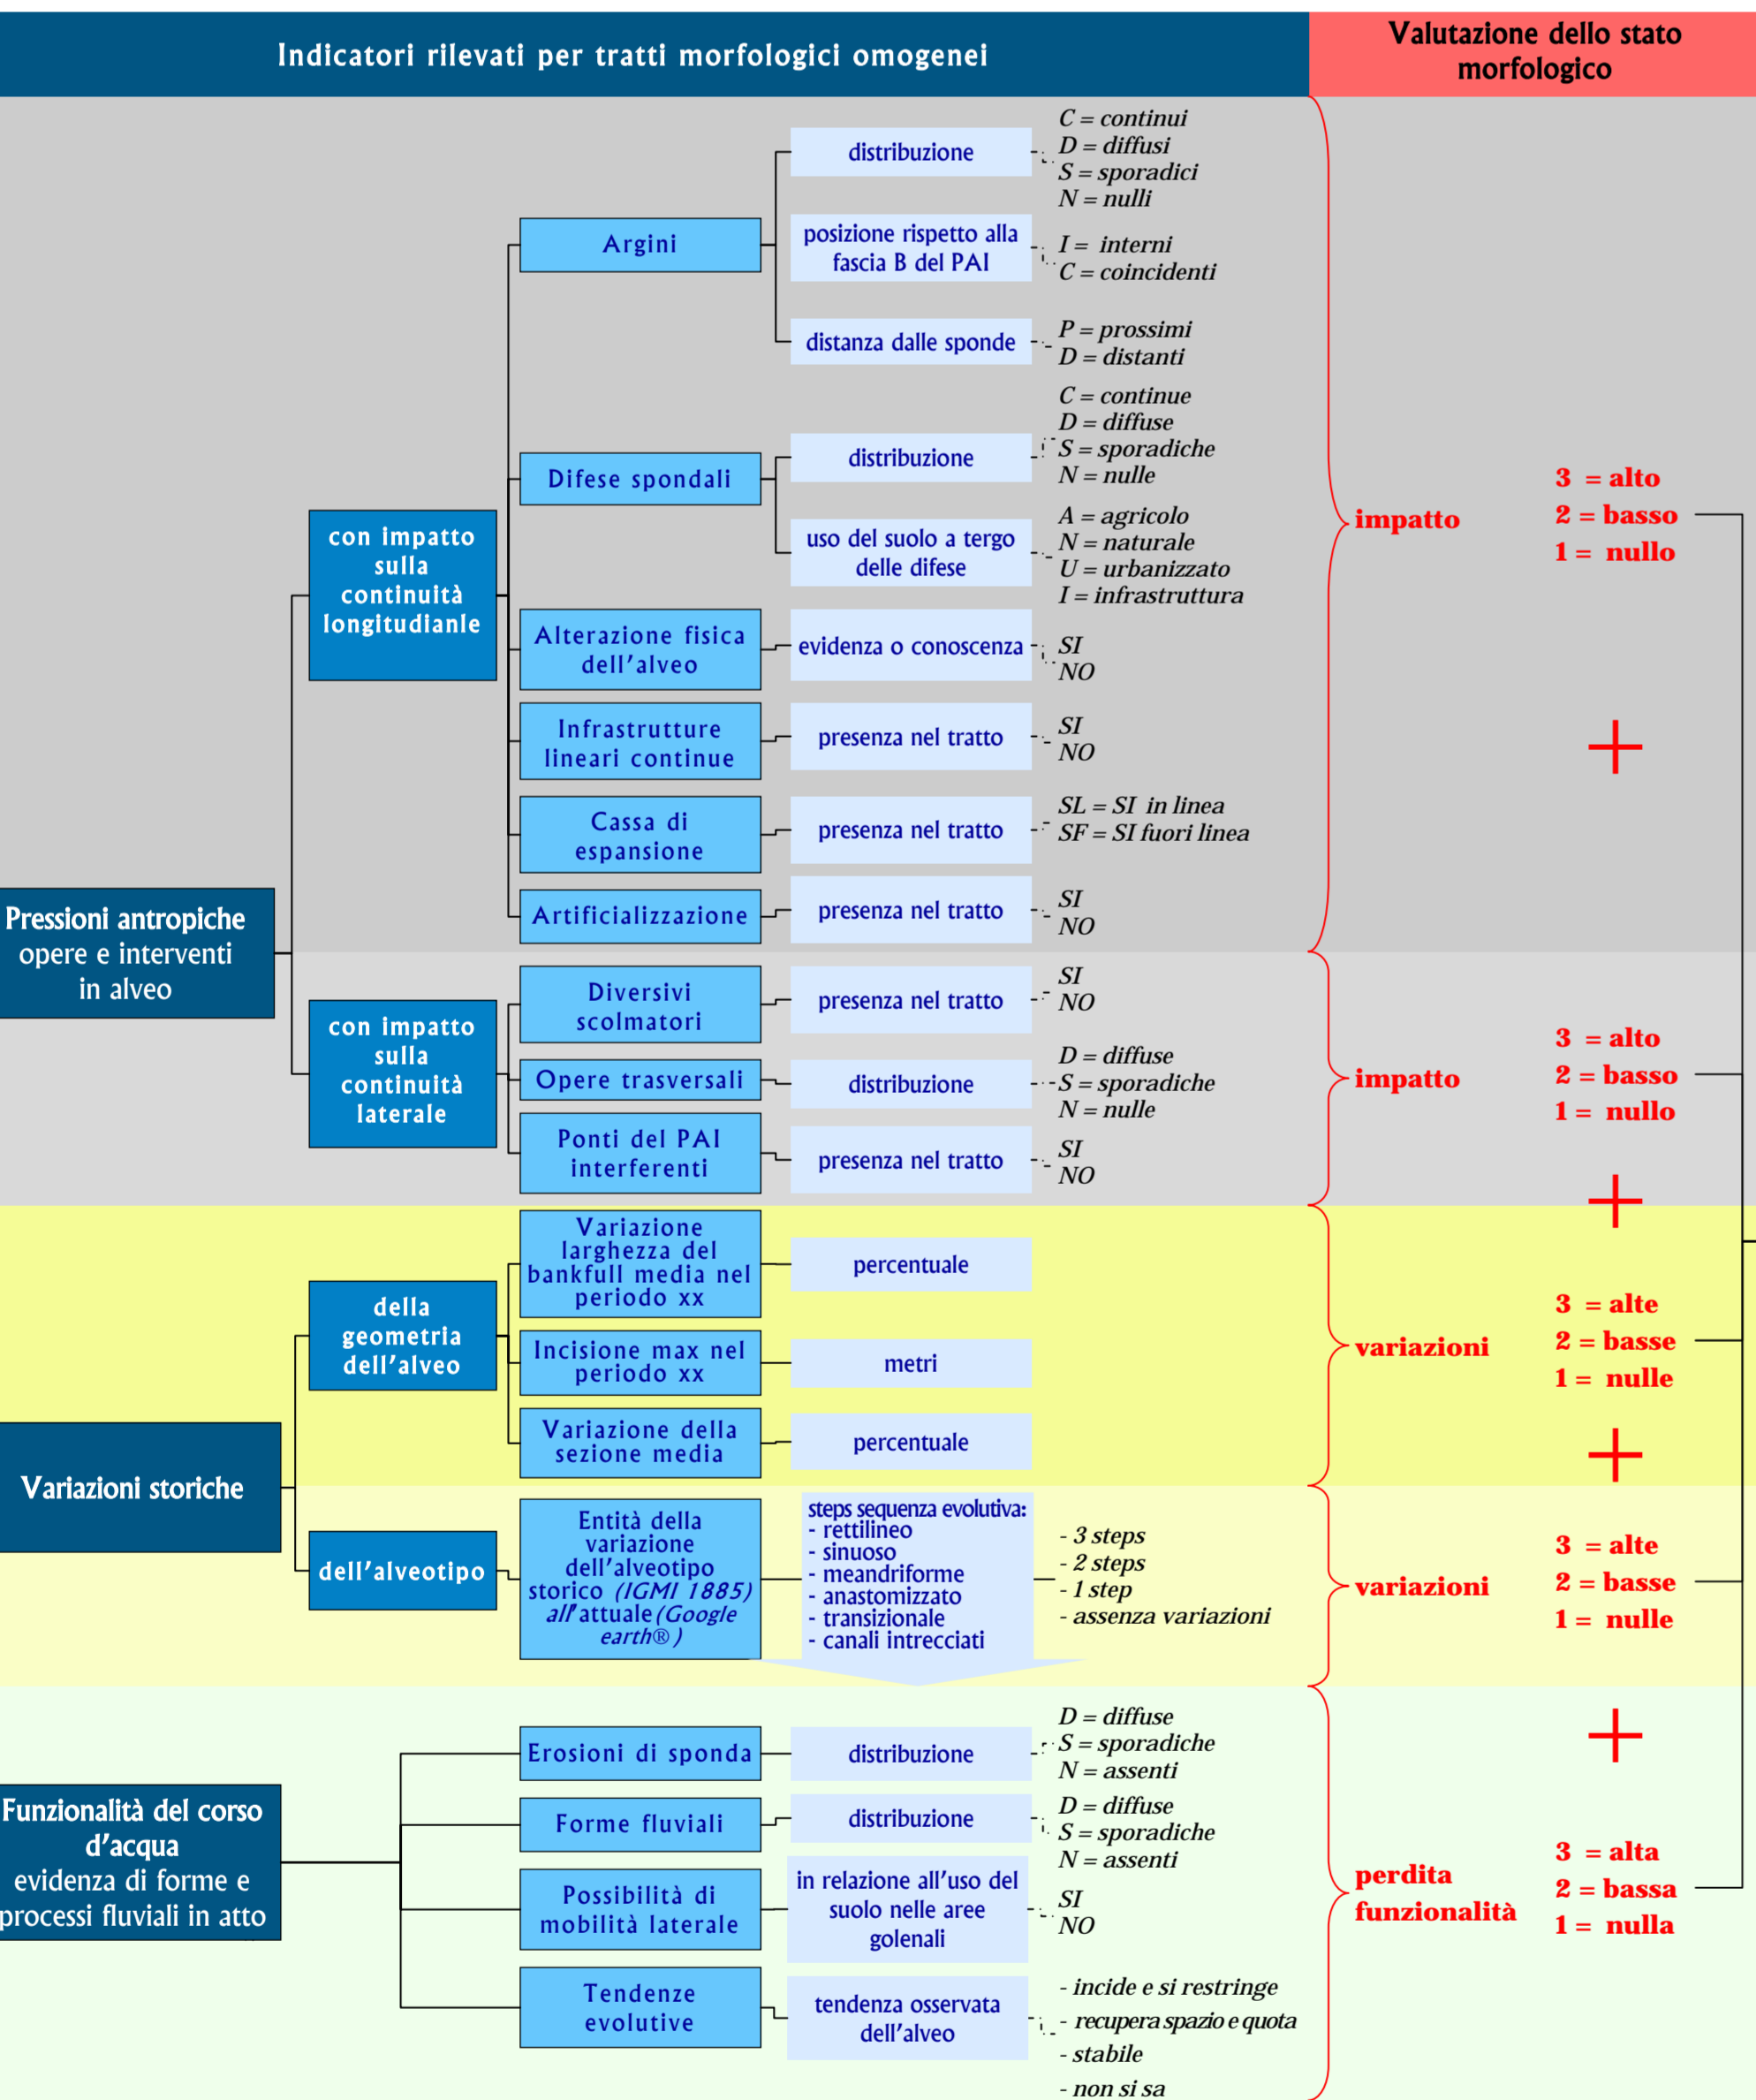 Indicatori rilevati per tratti morfologici omogenei
Valutazione dello stato
morfologico
Pressioni antropiche
opere e interventi
in alveo
con impatto
sulla
continuità
longitudianle
Argini
distribuzione
C = continui
D = diffusi
S = sporadici
N = nulli
posizione rispetto alla
fascia B del PAI
I = interni
C = coincidenti
distanza dalle sponde
P = prossimi
D = distanti
Difese spondali
distribuzione
C = continue
D = diffuse
S = sporadiche
N = nulle
uso del suolo a tergo
delle difese
A = agricolo
N = naturale
U = urbanizzato
I = infrastruttura
Alterazione fisica
dell'alveo
evidenza o conoscenza
SI
NO
Infrastrutture
lineari continue
presenza nel tratto
SI
NO
Cassa di
espansione
presenza nel tratto
SL = SI in linea
SF = SI fuori linea
Artificializzazione
presenza nel tratto
SI
NO
impatto
3 = alto
2 = basso
1 = nullo
+
con impatto
sulla
continuità
laterale
Diversivi
scolmatori
presenza nel tratto
SI
NO
Opere trasversali
distribuzione
D = diffuse
S = sporadiche
N = nulle
Ponti del PAI
interferenti
presenza nel tratto
SI
NO
impatto
3 = alto
2 = basso
1 = nullo
+
Variazioni storiche
della
geometria
dell'alveo
Variazione
larghezza del
bankfull media nel
periodo xx
percentuale
Incisione max nel
periodo xx
metri
Variazione della
sezione media
percentuale
variazioni
3 = alte
2 = basse
1 = nulle
+
dell'alveotipo
Entità della
variazione
dell'alveotipo
storico (IGMI 1885)
all'attuale(Google
earth®)
steps sequenza evolutiva:
- rettilineo
- sinuoso
- meandriforme
- anastomizzato
- transizionale
- canali intrecciati
- 3 steps
- 2 steps
- 1 step
- assenza variazioni
variazioni
3 = alte
2 = basse
1 = nulle
+
Funzionalità del corso
d'acqua
evidenza di forme e
processi fluviali in atto
Erosioni di sponda
distribuzione
D = diffuse
S = sporadiche
N = assenti
Forme fluviali
distribuzione
D = diffuse
S = sporadiche
N = assenti
Possibilità di
mobilità laterale
in relazione all'uso del
suolo nelle aree
golenali
SI
NO
Tendenze
evolutive
tendenza osservata
dell'alveo
- incide e si restringe
- recupera spazio e quota
- stabile
- non si sa
perdita
funzionalità
3 = alta
2 = bassa
1 = nulla